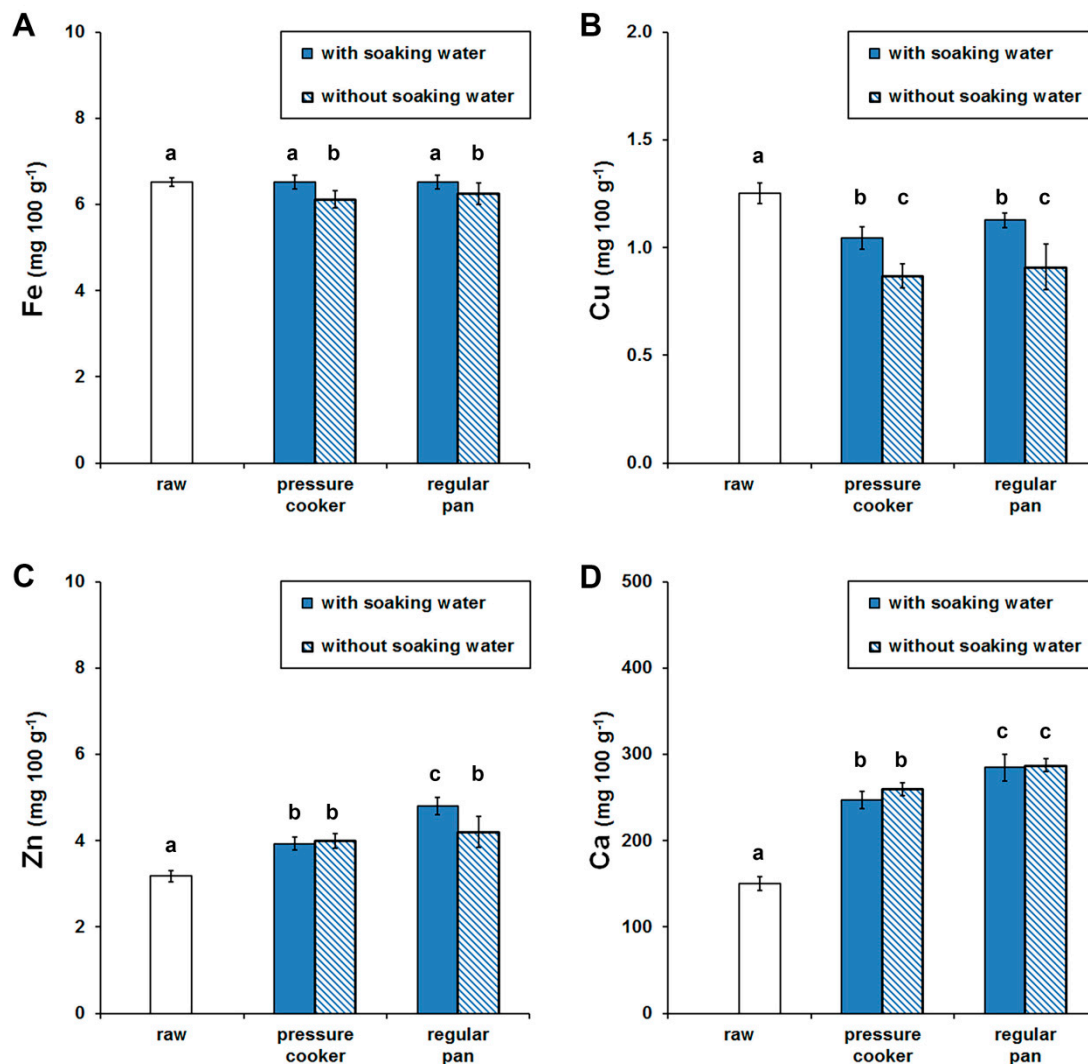 A
Fe (mg 100 g-1)
10
8
6
4
2
0
with soaking water
without soaking water
a a b a b
raw pressure cooker regular pan
B
Cu (mg 100 g-1)
2.0
1.5
1.0
0.5
0.0
with soaking water
without soaking water
a b c b c
raw pressure cooker regular pan
C
Zn (mg 100 g-1)
10
8
6
4
2
0
with soaking water
without soaking water
a b b c b
raw pressure cooker regular pan
D
Ca (mg 100 g-1)
500
400
300
200
100
0
with soaking water
without soaking water
a b b c c
raw pressure cooker regular pan